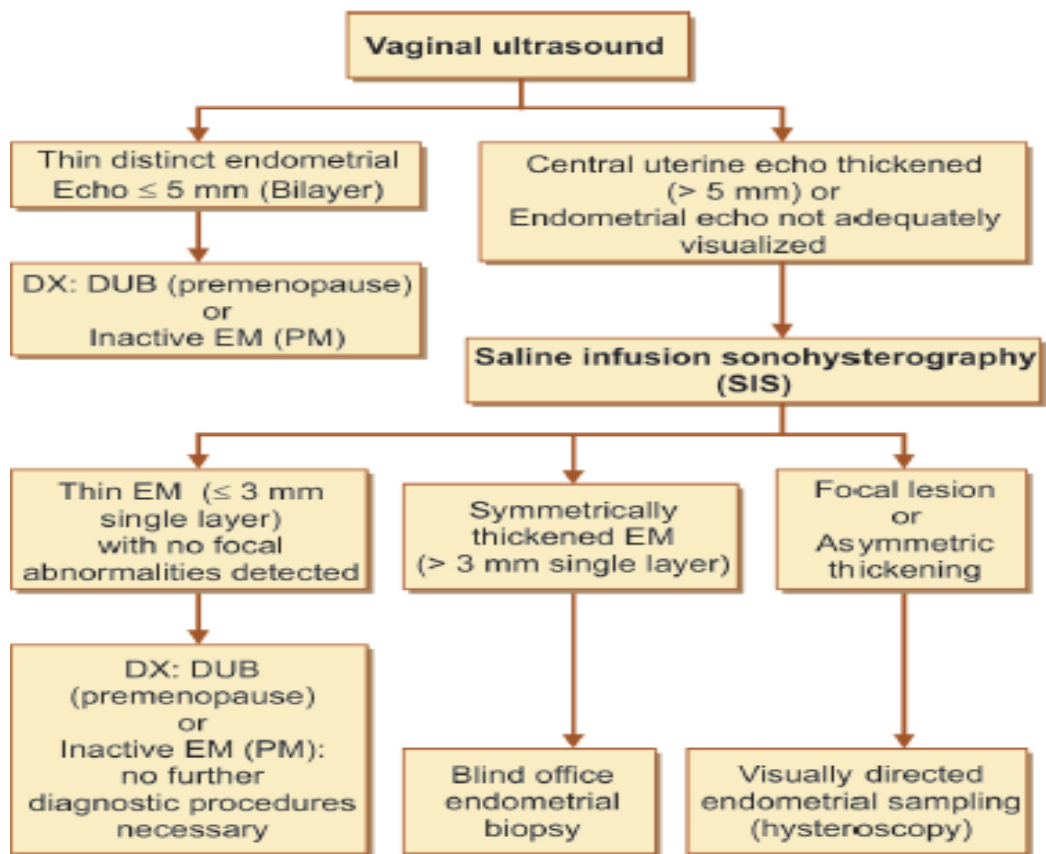 Vaginal ultrasound
Thin distinct endometrial
Echo ≤ 5 mm (Bilayer)
Central uterine echo thickened
(> 5 mm) or
Endometrial echo not adequately
visualized
DX: DUB (premenopause)
or
Inactive EM (PM)
Saline infusion sonohysterography
(SIS)
Thin EM (≤ 3 mm
single layer)
with no focal
abnormalities detected
Symmetrically
thickened EM
(> 3 mm single layer)
Focal lesion
or
Asymmetric
thickening
DX: DUB
(premenopause)
or
Inactive EM (PM):
no further
diagnostic procedures
necessary
Blind office
endometrial
biopsy
Visually directed
endometrial sampling
(hysteroscopy)